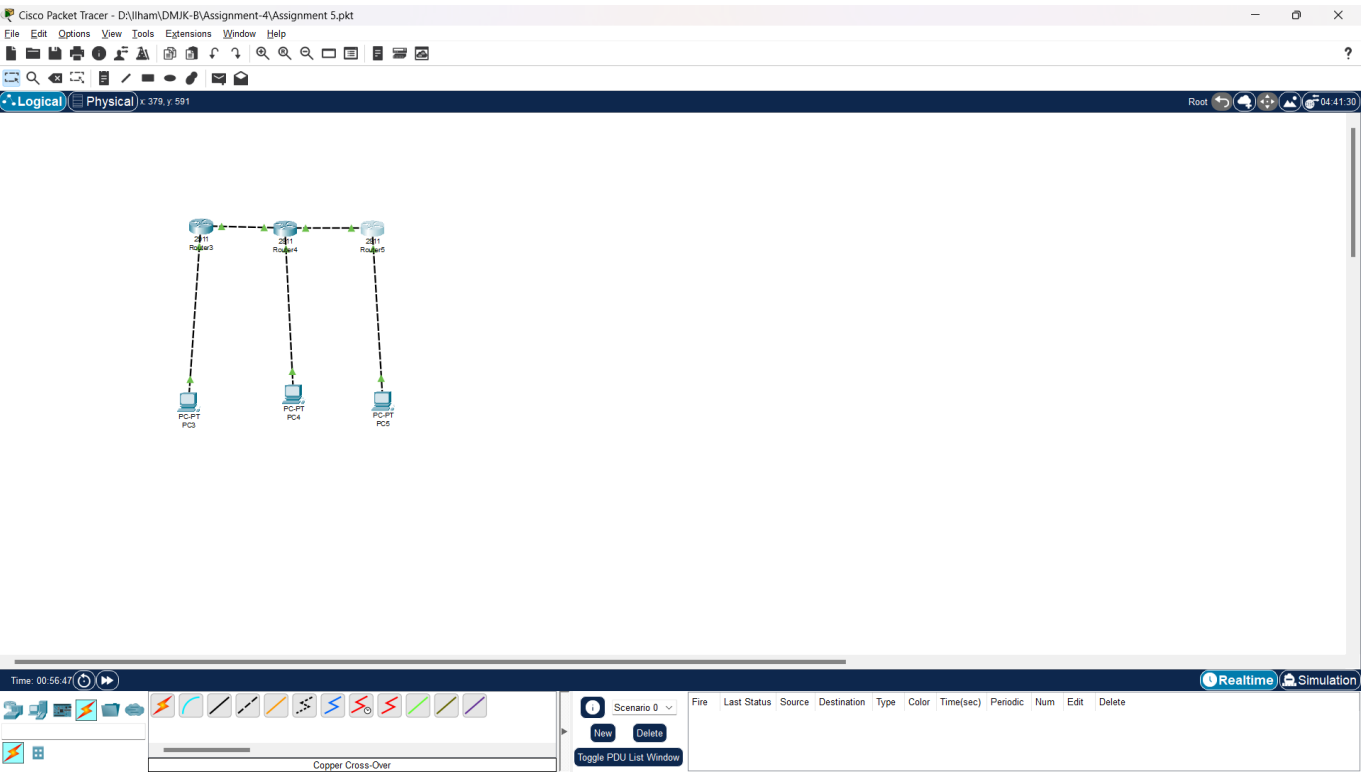 Cisco Packet Tracer - D:\Ilham\DMJK-B\Assignment-4\Assignment 5.pkt
File Edit Options View Tools Extensions Window Help
?
Logical Physical x: 379, y: 591 Root 04:41:30
2911 2911 2911
Router3 Router4 Router5
PC-PT PC-PT PC-PT
PC3 PC4 PC5
Time: 00:56:47 Realtime Simulation
Scenario 0 Fire Last Status Source Destination Type Color Time(sec) Periodic Num Edit Delete
New Delete
Toggle PDU List Window
Copper Cross-Over